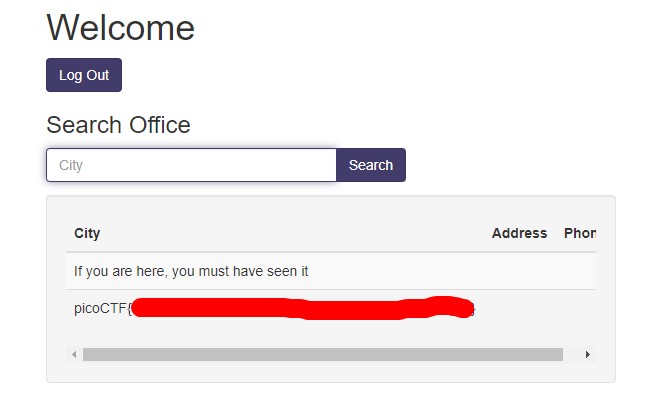 Welcome
Log Out
Search Office
City Search
City Address Phon
If you are here, you must have seen it
picoCTF{ }